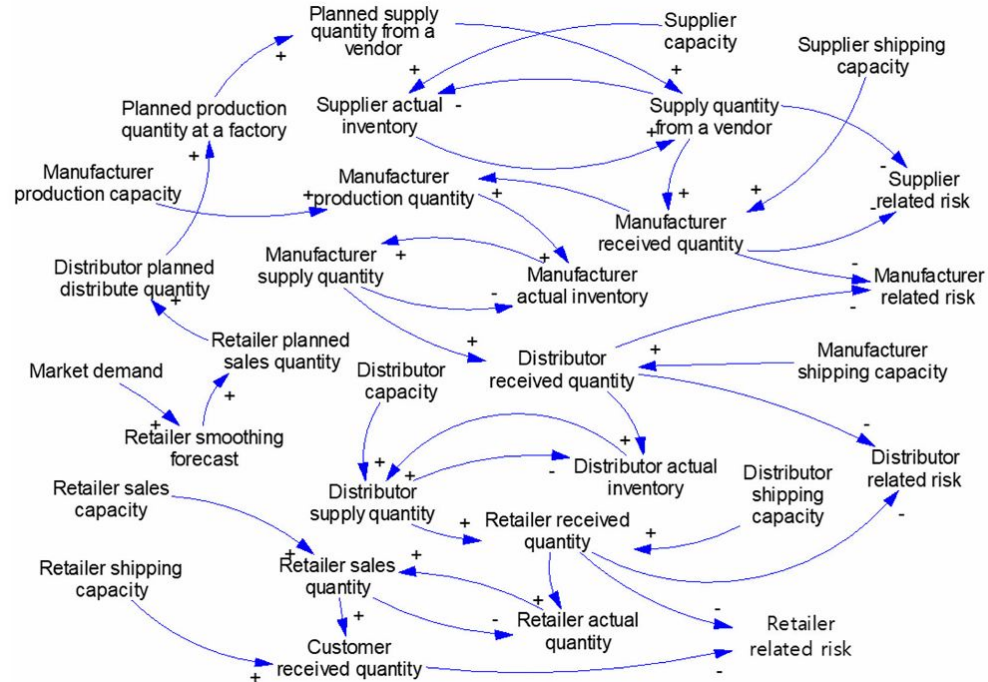 Planned supply
quantity from a
vendor
Supplier
capacity
Supplier shipping
capacity
+
+
+
Planned production
quantity at a factory
Supplier actual
inventory
-
Supply quantity
from a vendor
+
+
-
Manufacturer
production capacity
+
Manufacturer
production quantity
+
+
+
Supplier
related risk
-
Manufacturer
received quantity
Manufacturer
supply quantity
+
+
Manufacturer
actual inventory
-
-
Manufacturer
related risk
-
Distributor planned
distribute quantity
+
Retailer planned
sales quantity
+
Distributor
received quantity
+
Manufacturer
shipping capacity
Market demand
+
Distributor
capacity
+
Retailer smoothing
forecast
-
+
Distributor actual
inventory
-
+
+
Distributor
supply quantity
Distributor
shipping
capacity
Distributor
related risk
-
Retailer sales
capacity
+
Retailer received
quantity
+
+
Retailer sales
quantity
+
Retailer shipping
capacity
+
+
-
Retailer actual
quantity
-
Retailer
related risk
-
Customer
received quantity
+